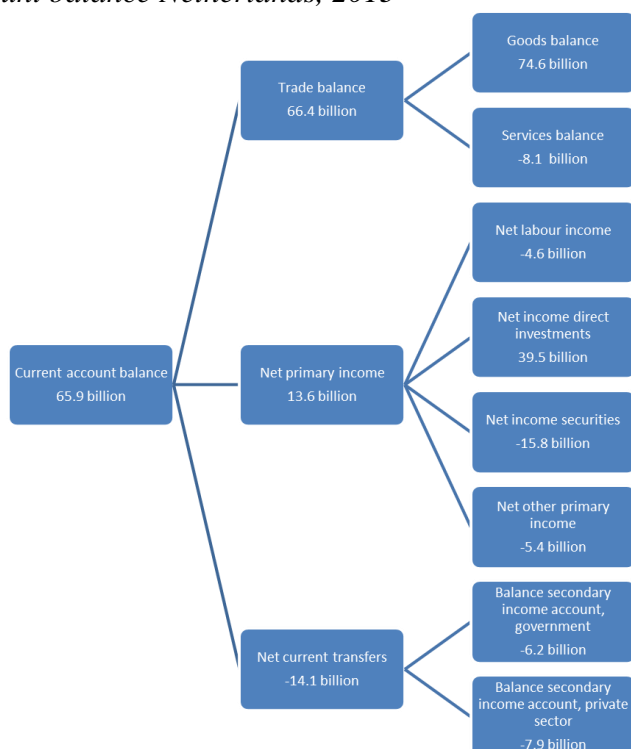 balance Netherlands,
Goods balance
74.6 billion
Trade balance
66.4 billion
Services balance
-8.1 billion
Net labour income
-4.6 billion
Net income direct
investments
39.5 billion
Current account balance
65.9 billion
Net primary income
13.6 billion
Net income securities
-15.8 billion
Net other primary
income
-5.4 billion
Balance secondary
income account,
government
-6.2 billion
Net current transfers
-14.1 billion
Balance secondary
income account, private
sector
-7.9 billion